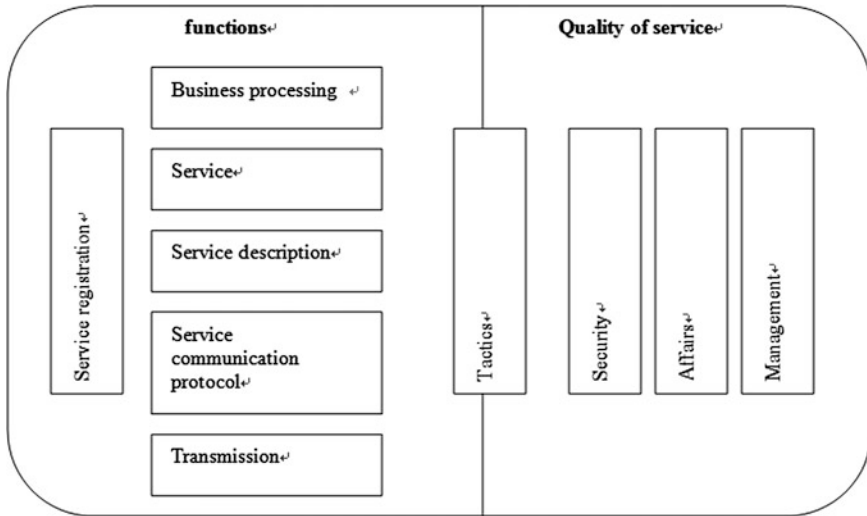 functions
Quality of service
Business processing
Service
Service description
Service
communication
protocol
Transmission
Service registration
Tactics
Security
Affairs
Management